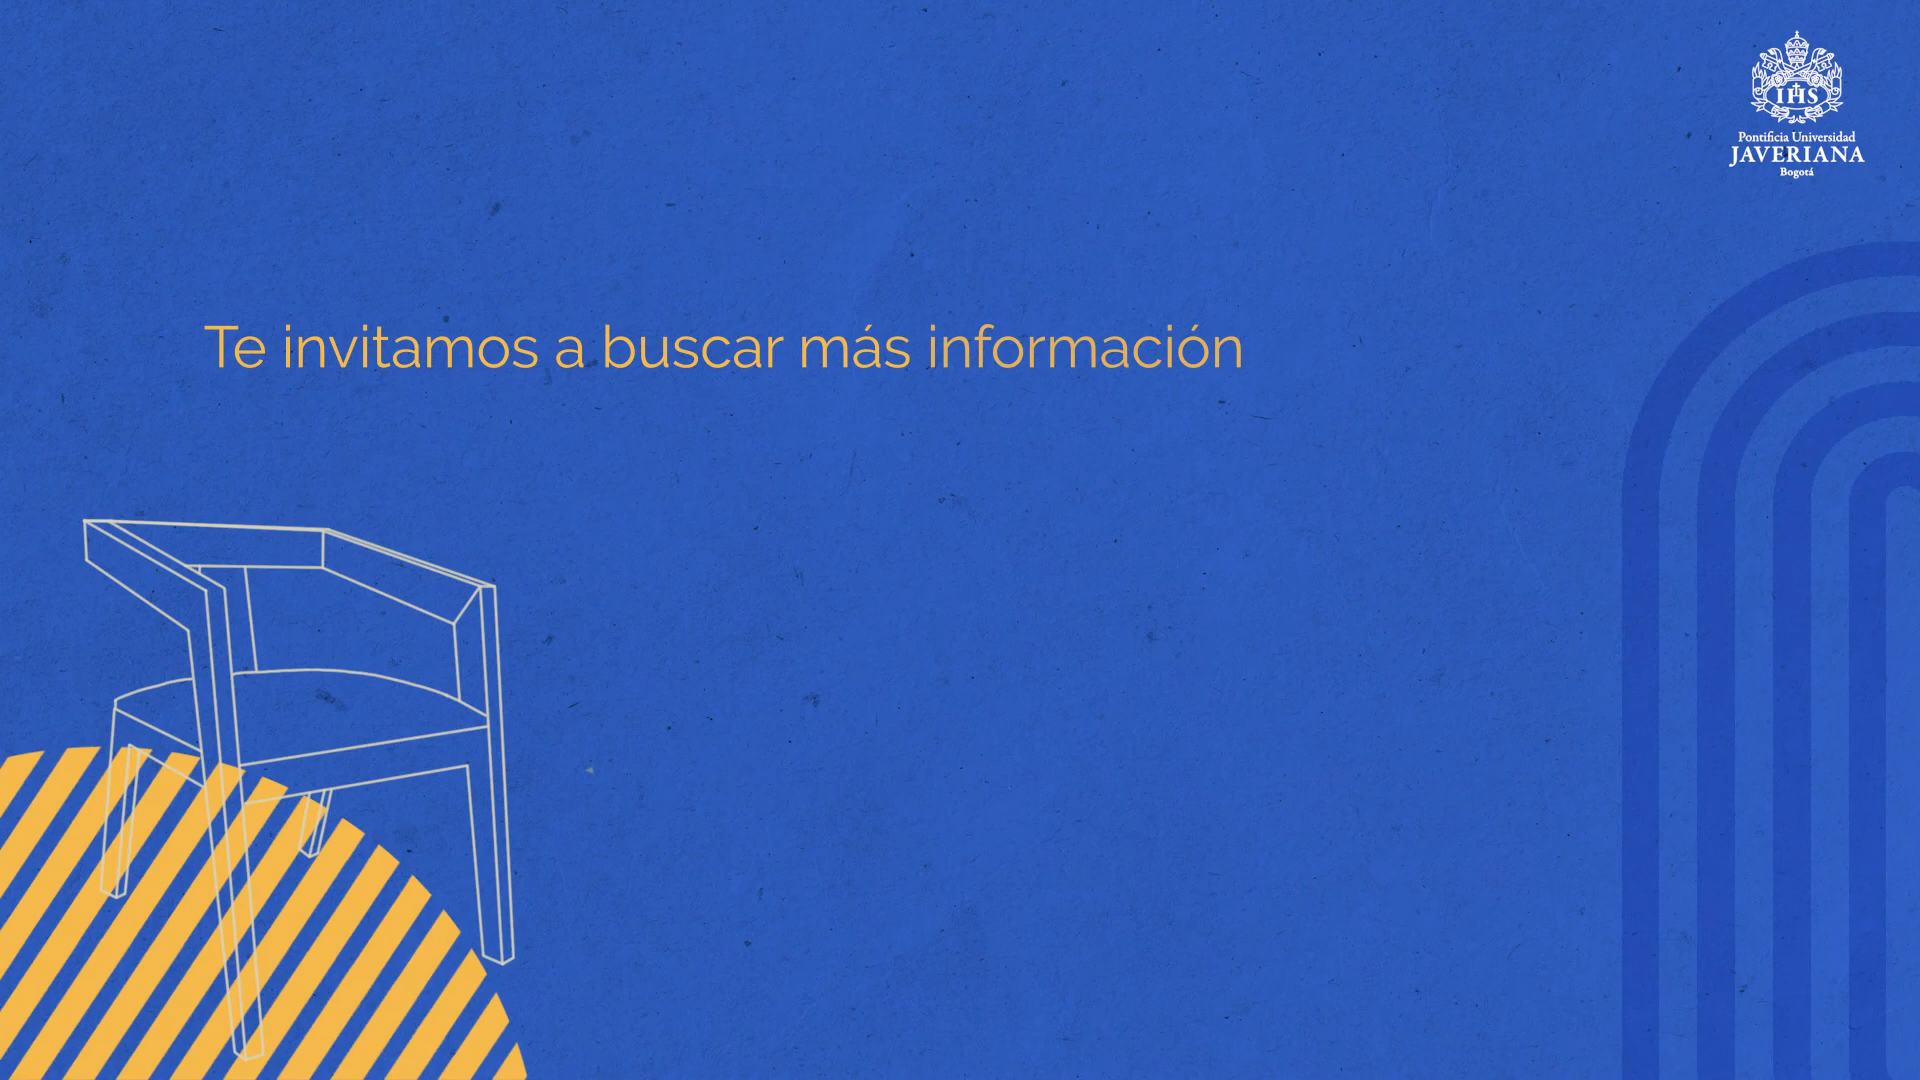 IHS
Pontificia Universidad
JAVERIANA
Bogotá
Te invitamos a buscar más información